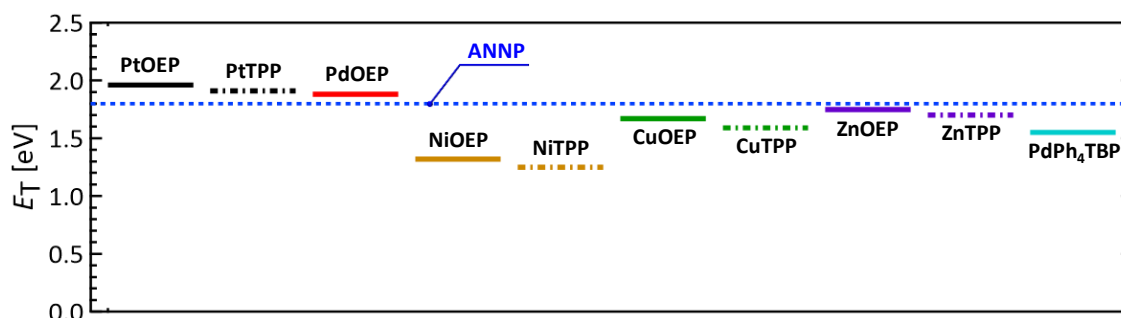 2.5
2.0
1.5
1.0
0.5
0.0
E_T [eV]
PtOEP
PtTPP
PdOEP
ANNP
NiOEP
NiTPP
CuOEP
CuTPP
ZnOEP
ZnTPP
PdPh₄TBP